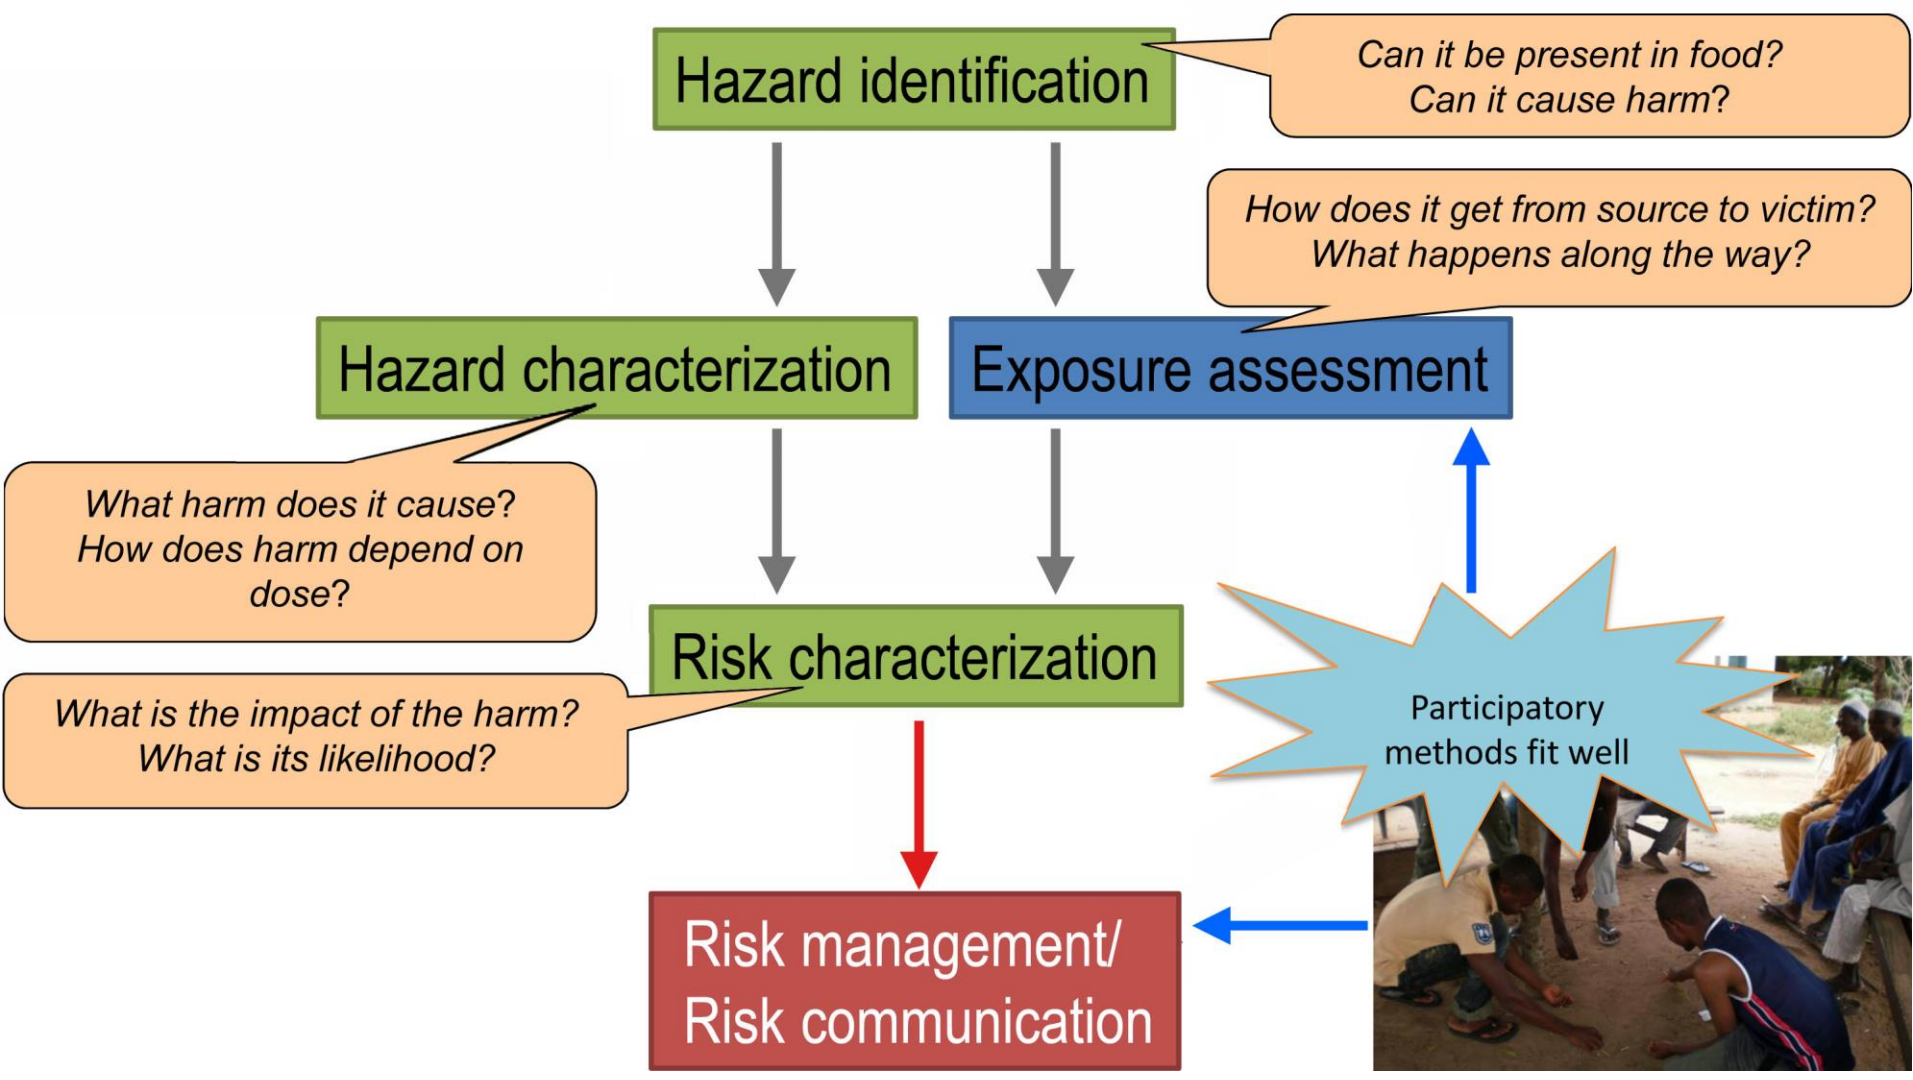 Hazard identification
Can it be present in food?
Can it cause harm?
How does it get from source to victim?
What happens along the way?
Hazard characterization
Exposure assessment
What harm does it cause?
How does harm depend on
dose?
Risk characterization
What is the impact of the harm?
What is its likelihood?
Participatory
methods fit well
Risk management/
Risk communication